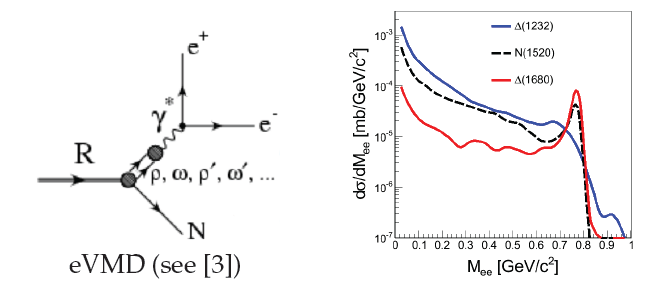 e⁺
γ*
e⁻
R
ρ, ω, ρ′, ω′, ...
N
eVMD (see [3])
dσ/dM_ee [mb/GeV/c²]
10⁻³
10⁻⁴
10⁻⁵
10⁻⁶
10⁻⁷
Δ(1232)
N(1520)
Δ(1680)
0 0.1 0.2 0.3 0.4 0.5 0.6 0.7 0.8 0.9 1
M_ee [GeV/c²]